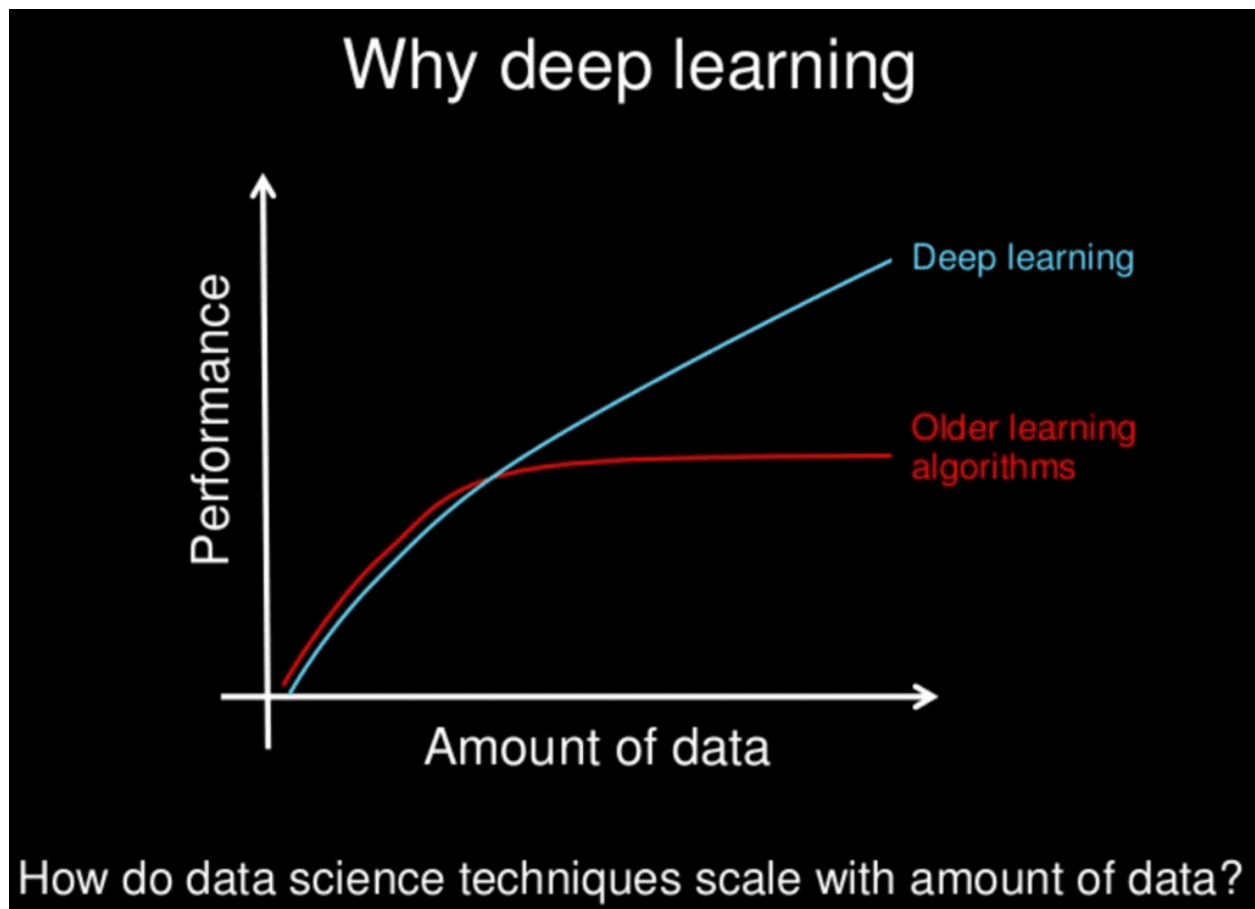 Why deep learning
Performance
Deep learning
Older learning
algorithms
Amount of data
How do data science techniques scale with amount of data?